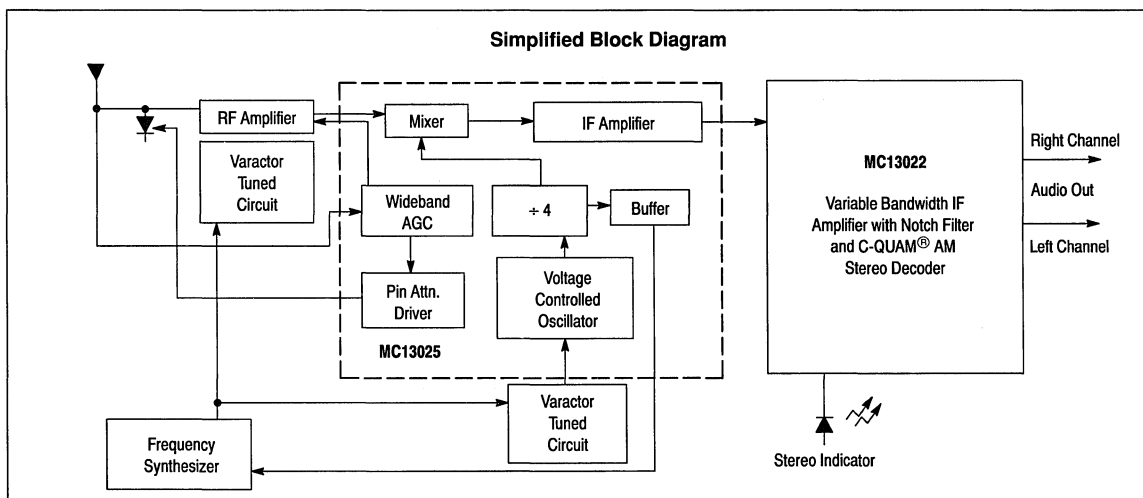 Simplified Block Diagram
RF Amplifier
Mixer
IF Amplifier
Varactor
Tuned
Circuit
Wideband
AGC
÷ 4
Buffer
Pin Attn.
Driver
Voltage
Controlled
Oscillator
MC13025
MC13022
Variable Bandwidth IF
Amplifier with Notch Filter
and C-QUAM® AM
Stereo Decoder
Right Channel
Audio Out
Left Channel
Varactor
Tuned
Circuit
Frequency
Synthesizer
Stereo Indicator